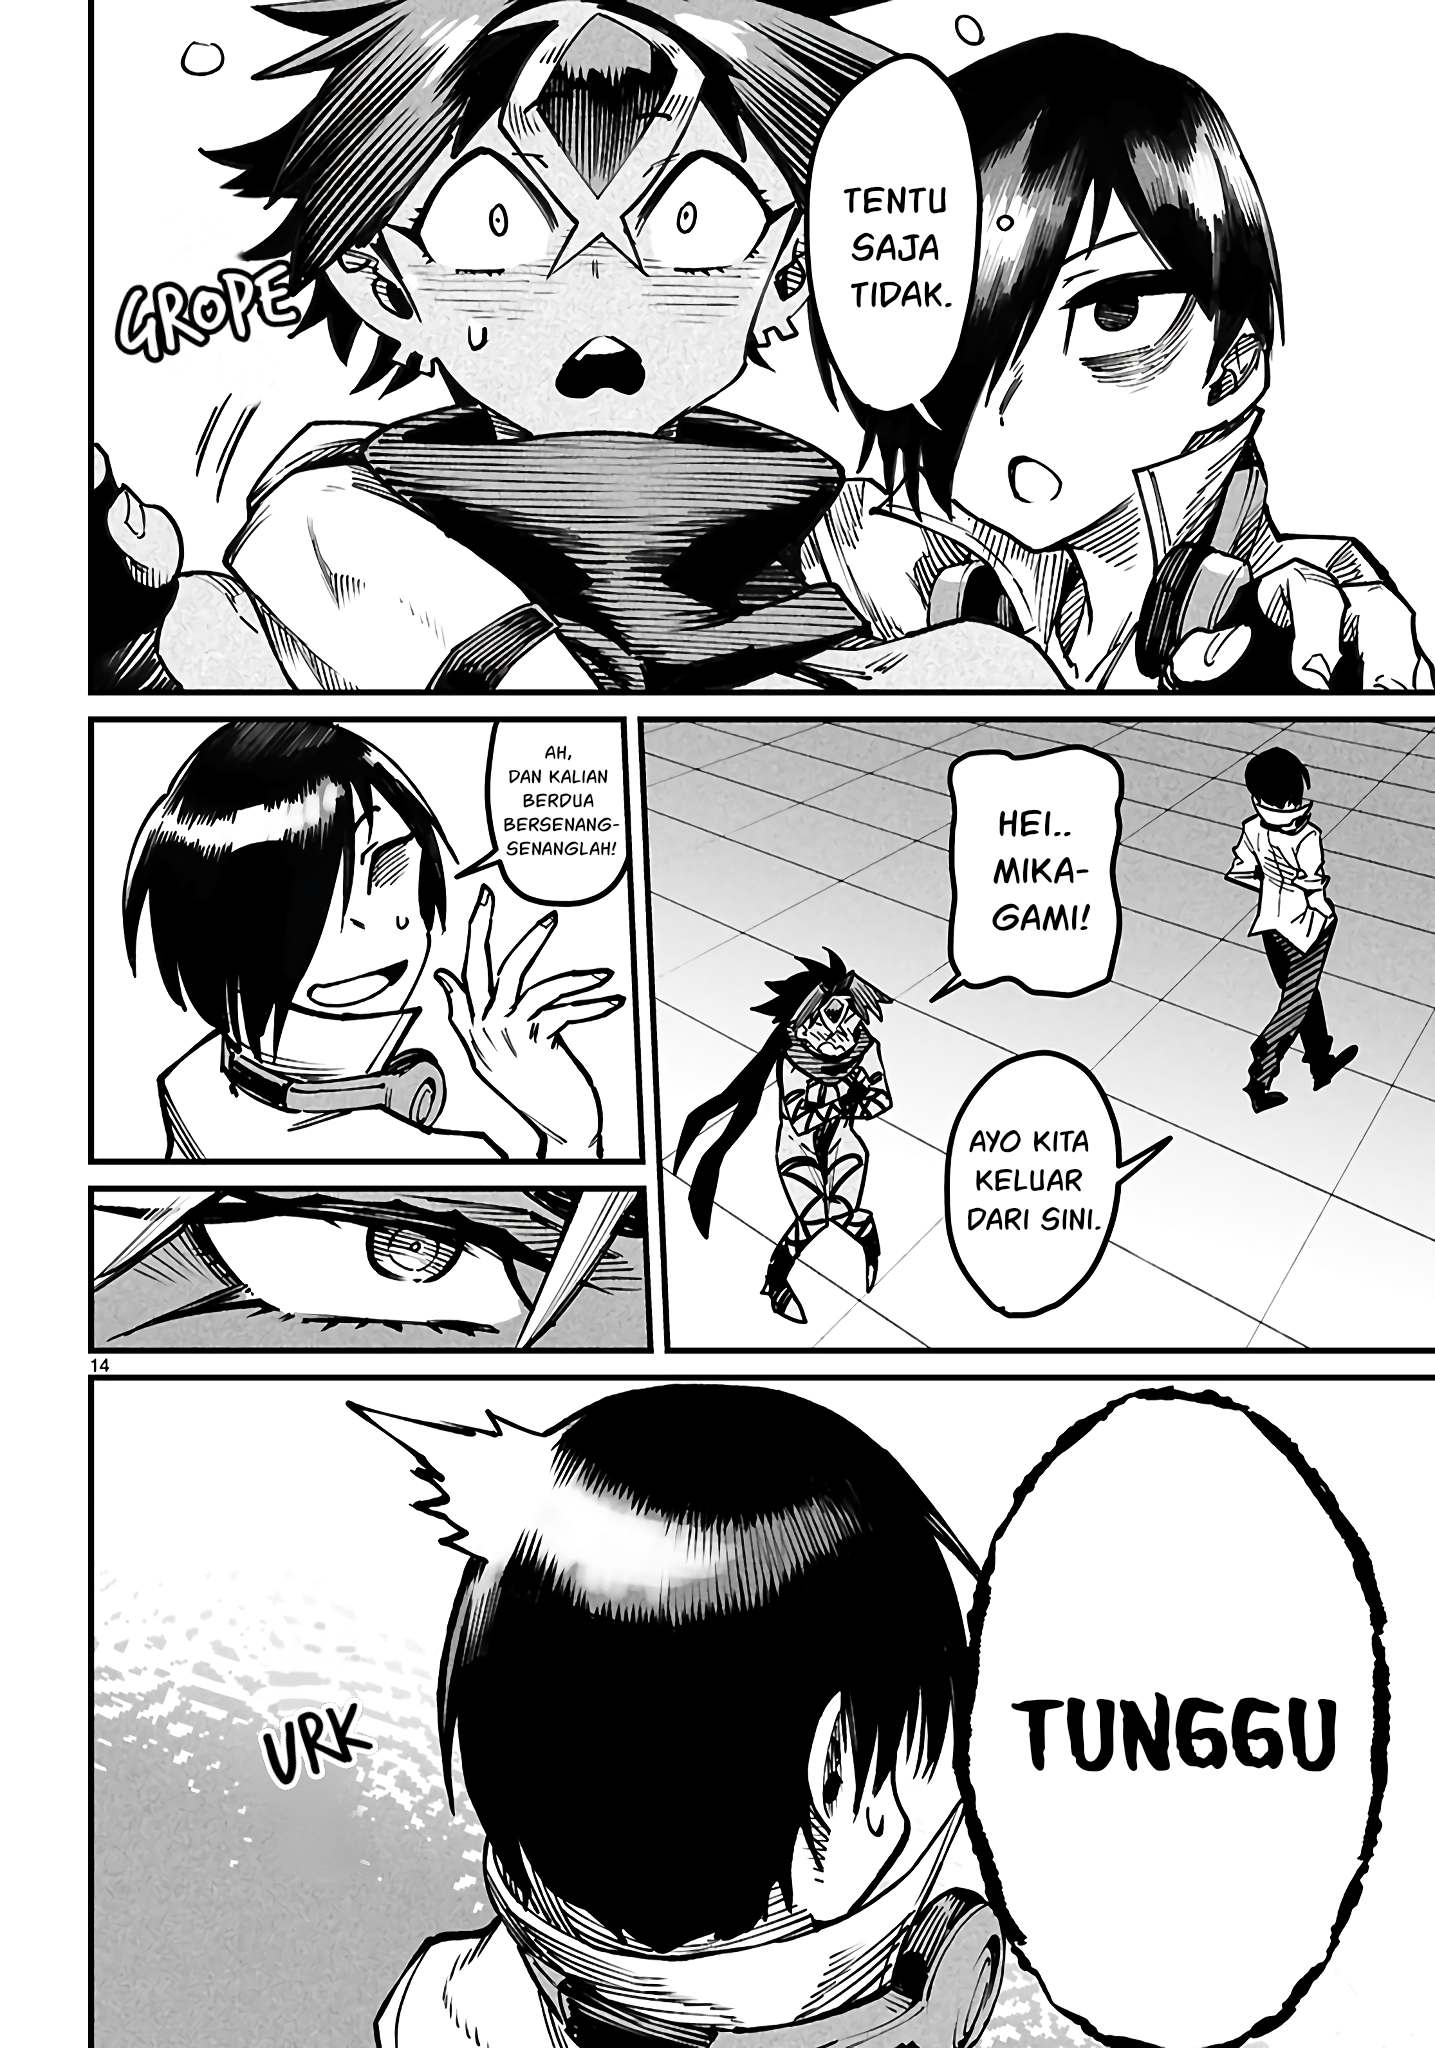 TENTU
SAJA
TIDAK.
GROPE
HEI..
MIKA-
GAMI!
AYO KITA
KELUAR
DARI SINI.
AH,
DAN KALIAN
BERDUA
BERSENANG-
SENANGLAH!
14
TUNGGU
URK